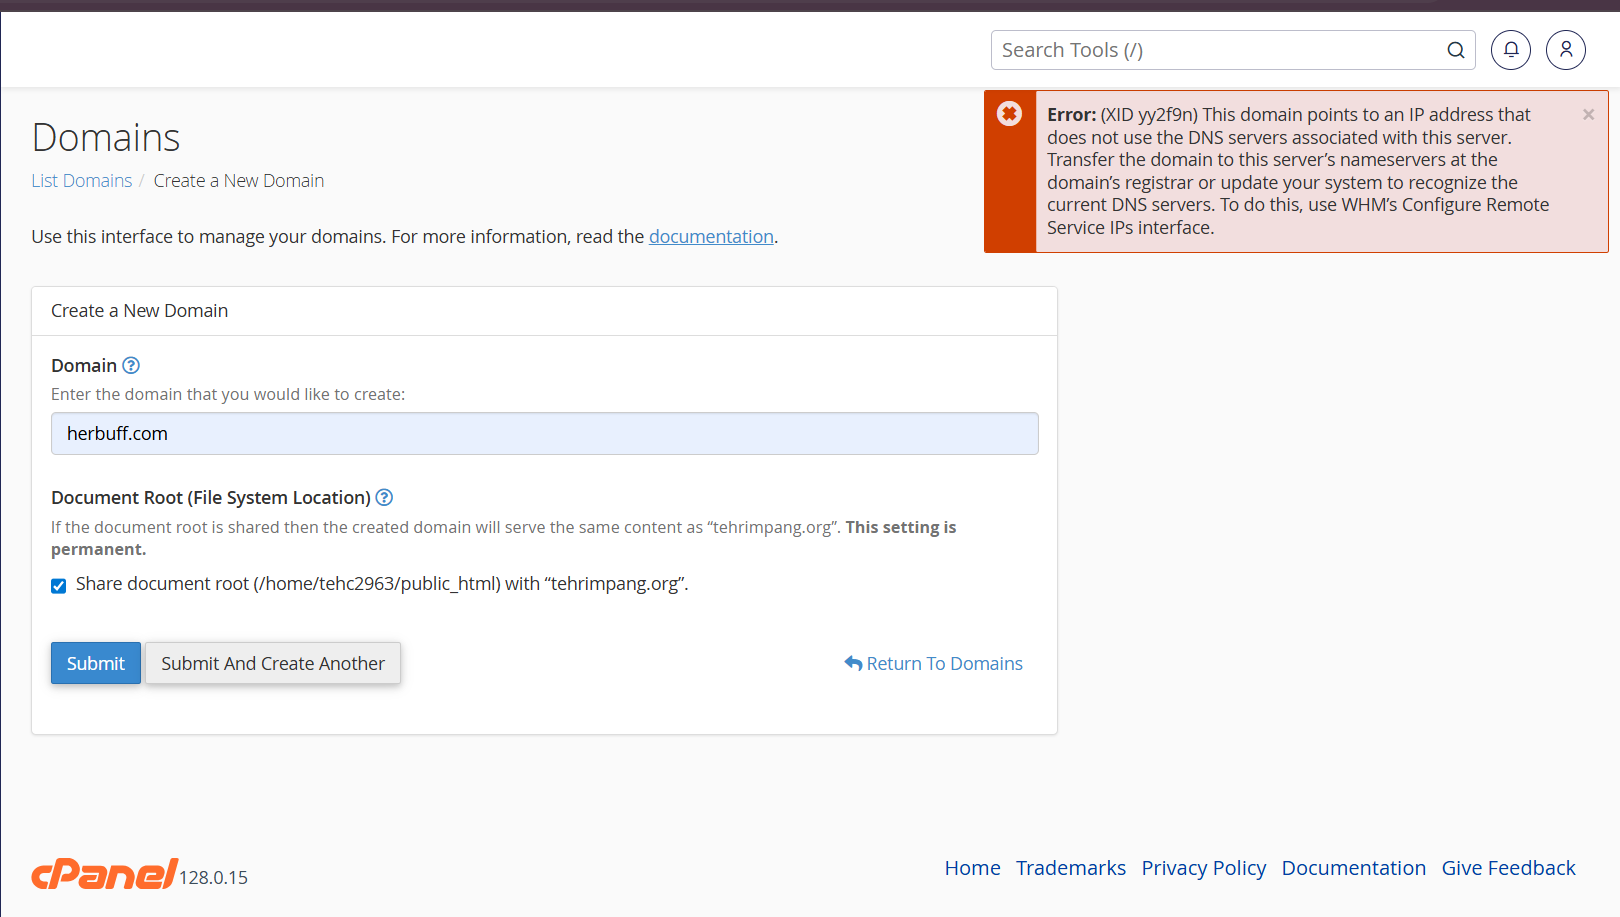 Search Tools (/)
Error: (XID yy2f9n) This domain points to an IP address that
does not use the DNS servers associated with this server.
Transfer the domain to this server’s nameservers at the
domain’s registrar or update your system to recognize the
current DNS servers. To do this, use WHM’s Configure Remote
Service IPs interface.
×
Domains
List Domains / Create a New Domain
Use this interface to manage your domains. For more information, read the documentation.
Create a New Domain
Domain ?
Enter the domain that you would like to create:
herbuff.com
Document Root (File System Location) ?
If the document root is shared then the created domain will serve the same content as “tehrimpang.org”. This setting is
permanent.
Share document root (/home/tehc2963/public_html) with “tehrimpang.org”.
Submit Submit And Create Another Return To Domains
cPanel 128.0.15
Home Trademarks Privacy Policy Documentation Give Feedback